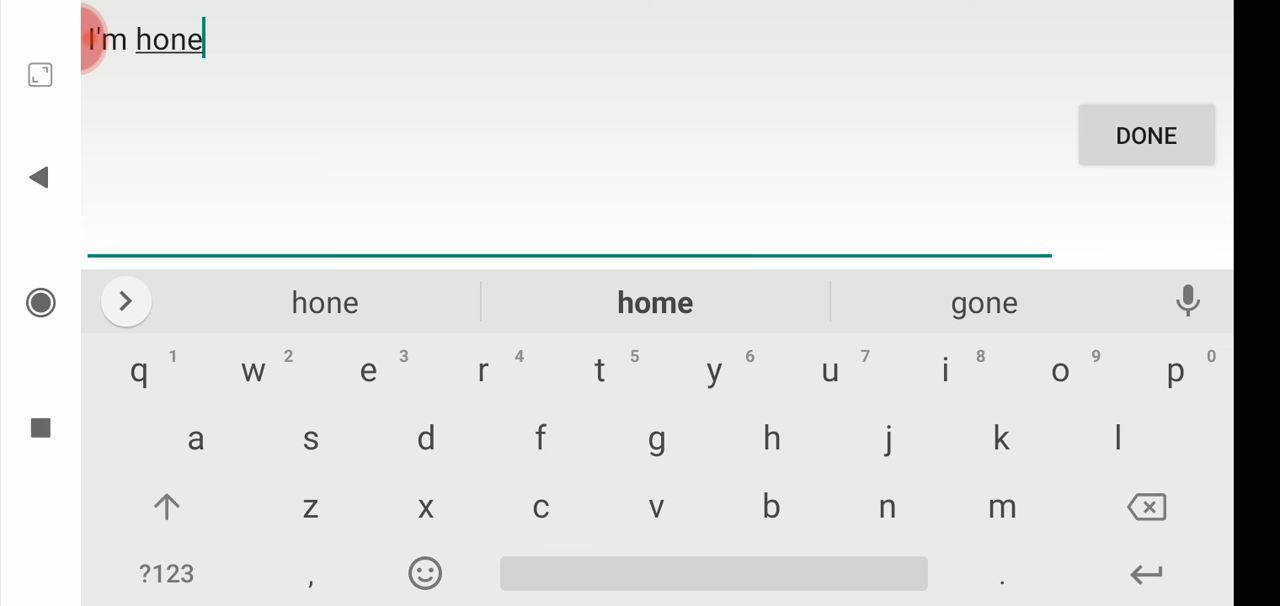 I'm hone
DONE
hone home gone
q 1 w 2 e 3 r 4 t 5 y 6 u 7 i 8 o 9 p 0
a s d f g h j k l
z x c v b n m
?123 , .